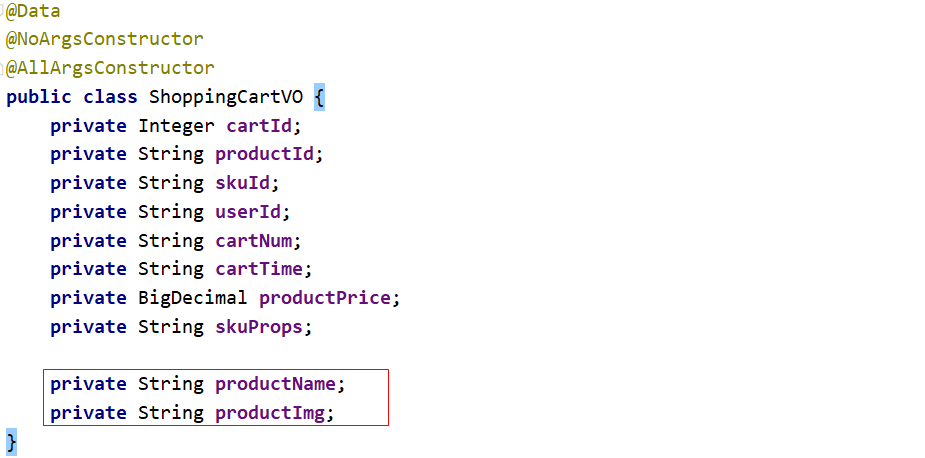 @Data
@NoArgsConstructor
@AllArgsConstructor
public class ShoppingCartVO {
    private Integer cartId;
    private String productId;
    private String skuId;
    private String userId;
    private String cartNum;
    private String cartTime;
    private BigDecimal productPrice;
    private String skuProps;
    private String productName;
    private String productImg;
}